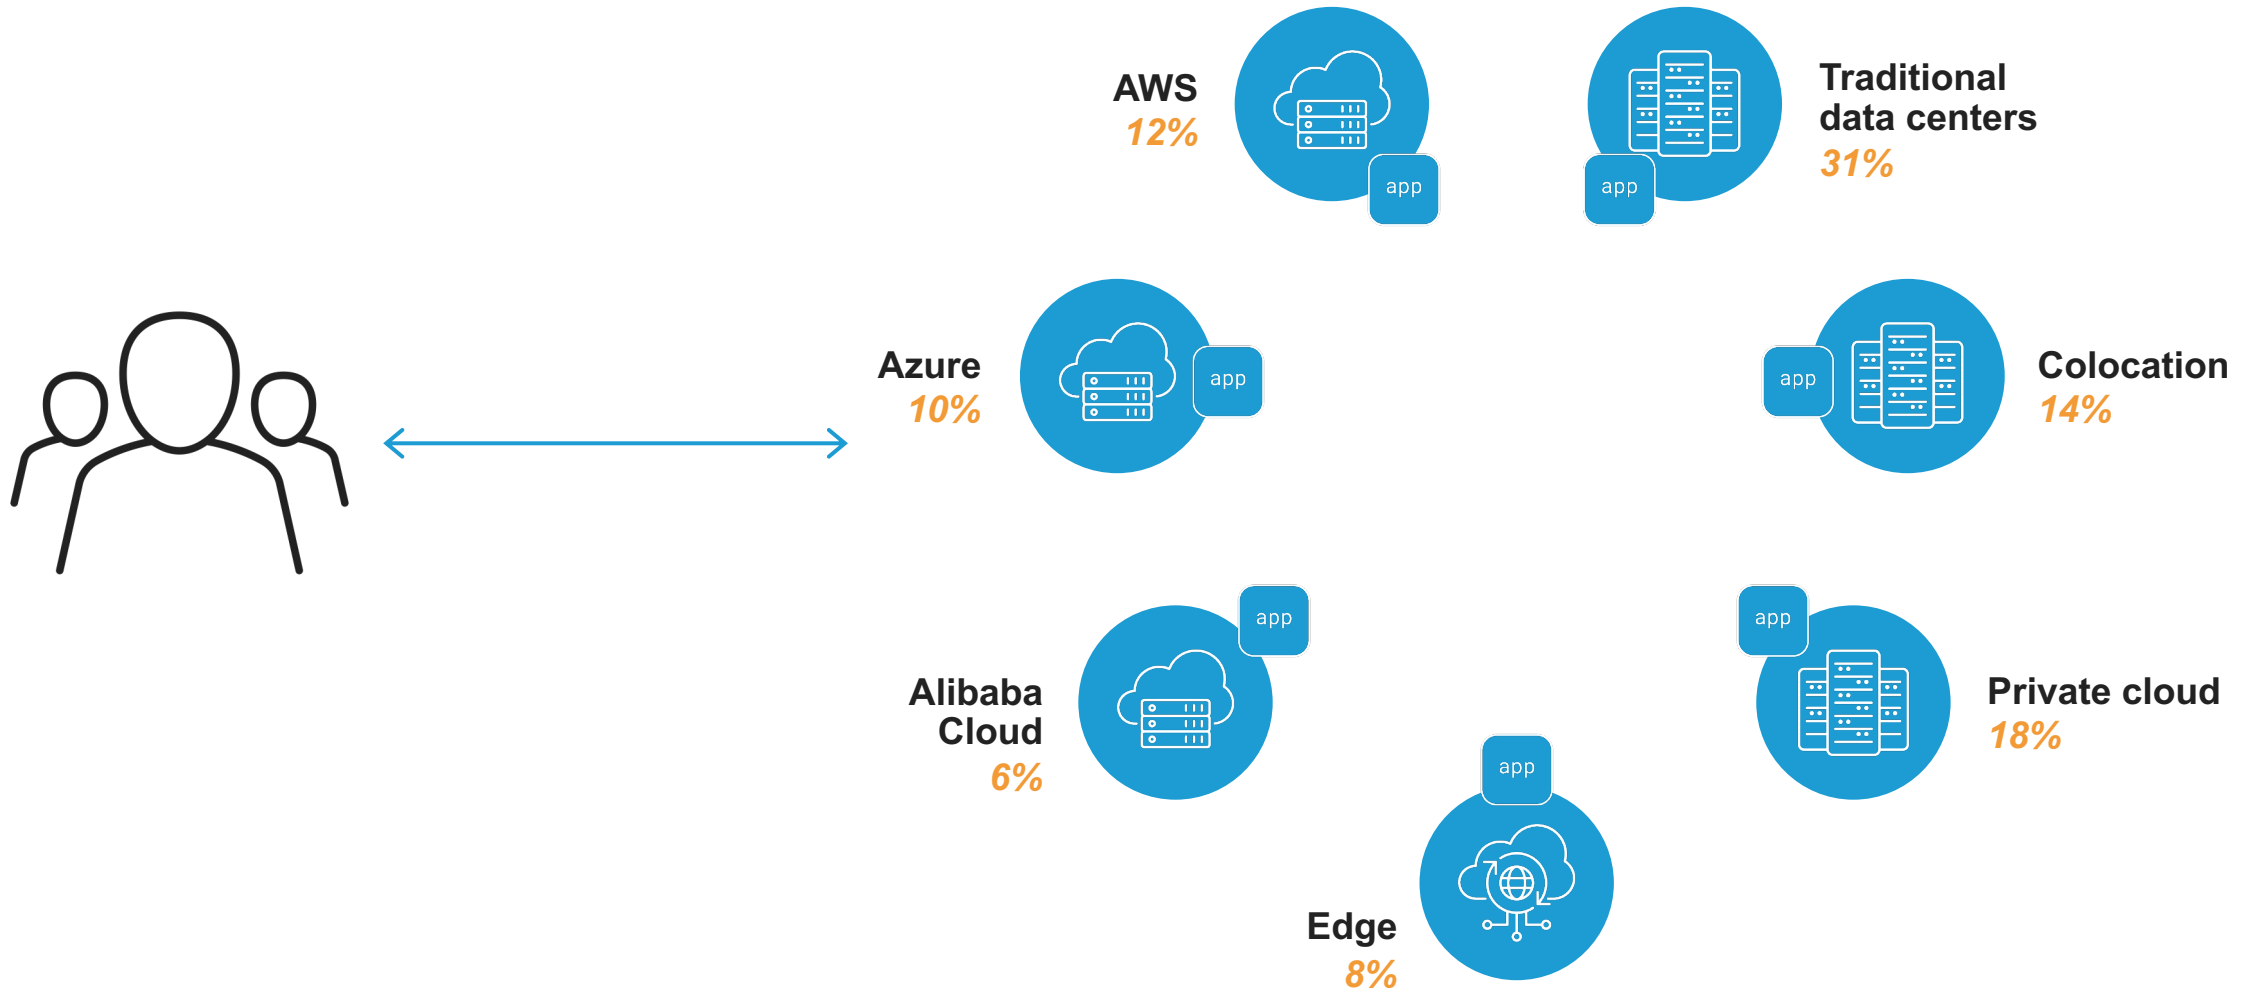 AWS
12%
app
Traditional
data centers
31%
app
Azure
10%
app
Colocation
14%
app
Alibaba
Cloud
6%
app
Private cloud
18%
app
Edge
8%
app